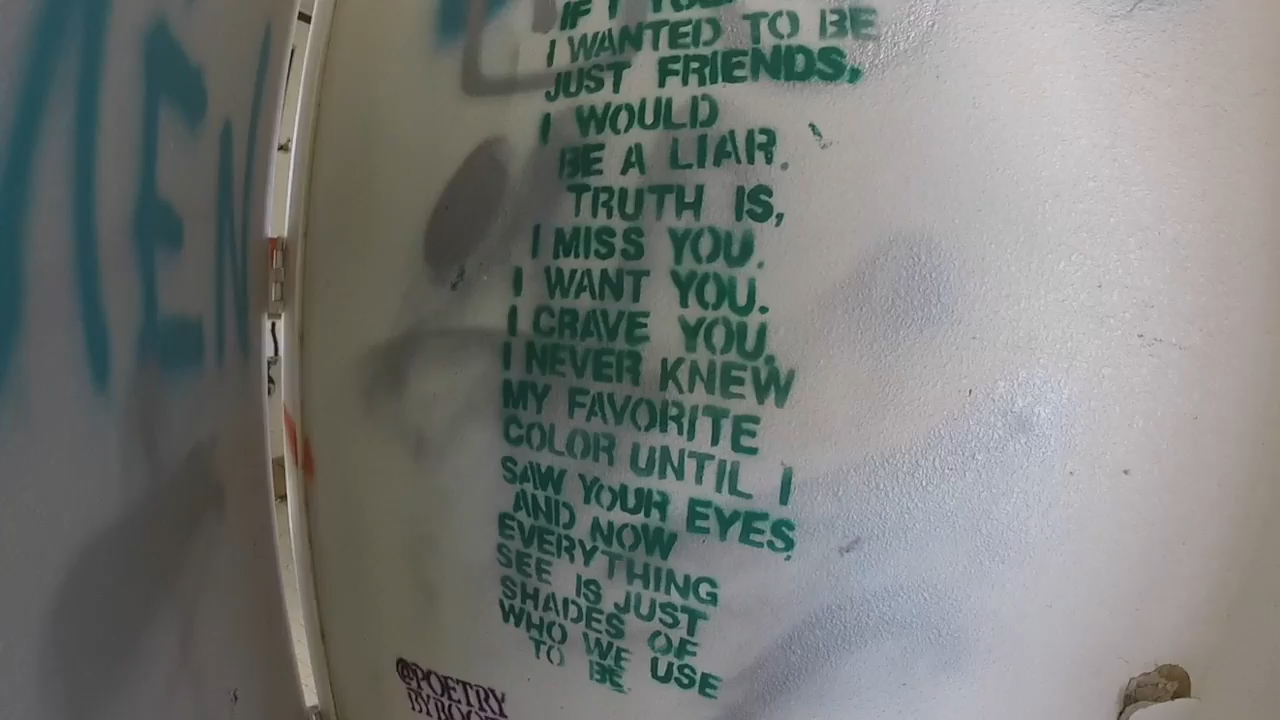 MEN
IF I
I WANTED TO BE
JUST FRIENDS,
I WOULD
BE A LIAR.
TRUTH IS,
I MISS YOU.
I WANT YOU.
I CRAVE YOU.
I NEVER KNEW
MY FAVORITE
COLOR UNTIL I
SAW YOUR EYES,
AND NOW
EVERYTHING
SEE IS JUST
SHADES OF
WHO WE USE
TO BE.
@POETRY